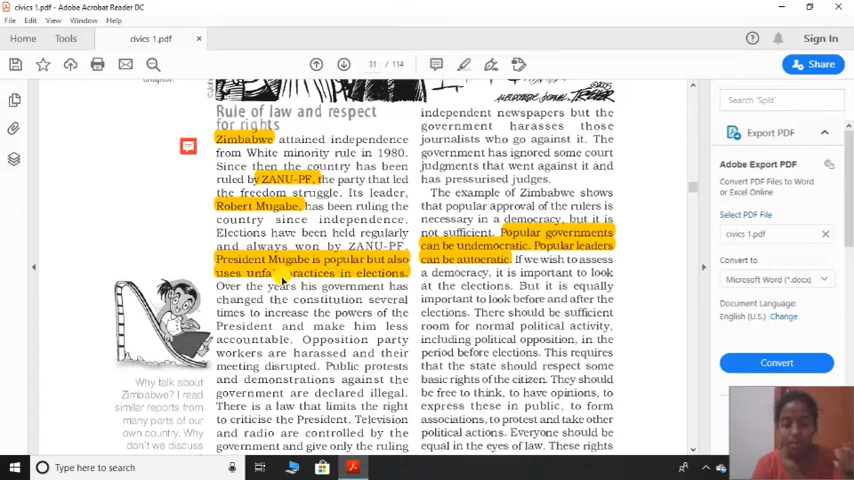 civics 1.pdf - Adobe Acrobat Reader DC
File Edit View Window Help
Home Tools civics 1.pdf × Sign In
31 / 114
Share
chapter.
Rule of law and respect
for rights
Zimbabwe attained independence
from White minority rule in 1980.
Since then the country has been
ruled by ZANU-PF, the party that led
the freedom struggle. Its leader,
Robert Mugabe, has been ruling the
country since independence.
Elections have been held regularly
and always won by ZANU-PF.
President Mugabe is popular but also
uses unfair practices in elections.
Over the years his government has
changed the constitution several
times to increase the powers of the
President and make him less
accountable. Opposition party
workers are harassed and their
meeting disrupted. Public protests
and demonstrations against the
government are declared illegal.
There is a law that limits the right
to criticise the President. Television
and radio are controlled by the
government and give only the ruling
Why talk about
Zimbabwe? I read
similar reports from
many parts of our
own country. Why
don't we discuss
independent newspapers but the
government harasses those
journalists who go against it. The
government has ignored some court
judgments that went against it and
has pressurised judges.
The example of Zimbabwe shows
that popular approval of the rulers is
necessary in a democracy, but it is
not sufficient. Popular governments
can be undemocratic. Popular leaders
can be autocratic. If we wish to assess
a democracy, it is important to look
at the elections. But it is equally
important to look before and after the
elections. There should be sufficient
room for normal political activity,
including political opposition, in the
period before elections. This requires
that the state should respect some
basic rights of the citizen. They should
be free to think, to have opinions, to
express these in public, to form
associations, to protest and take other
political actions. Everyone should be
equal in the eyes of law. These rights
Search 'Split'
Export PDF
Adobe Export PDF
Convert PDF Files to Word
or Excel Online
Select PDF File
civics 1.pdf
Convert to
Microsoft Word (*.docx)
Document Language:
English (U.S.) Change
Convert
Type here to search